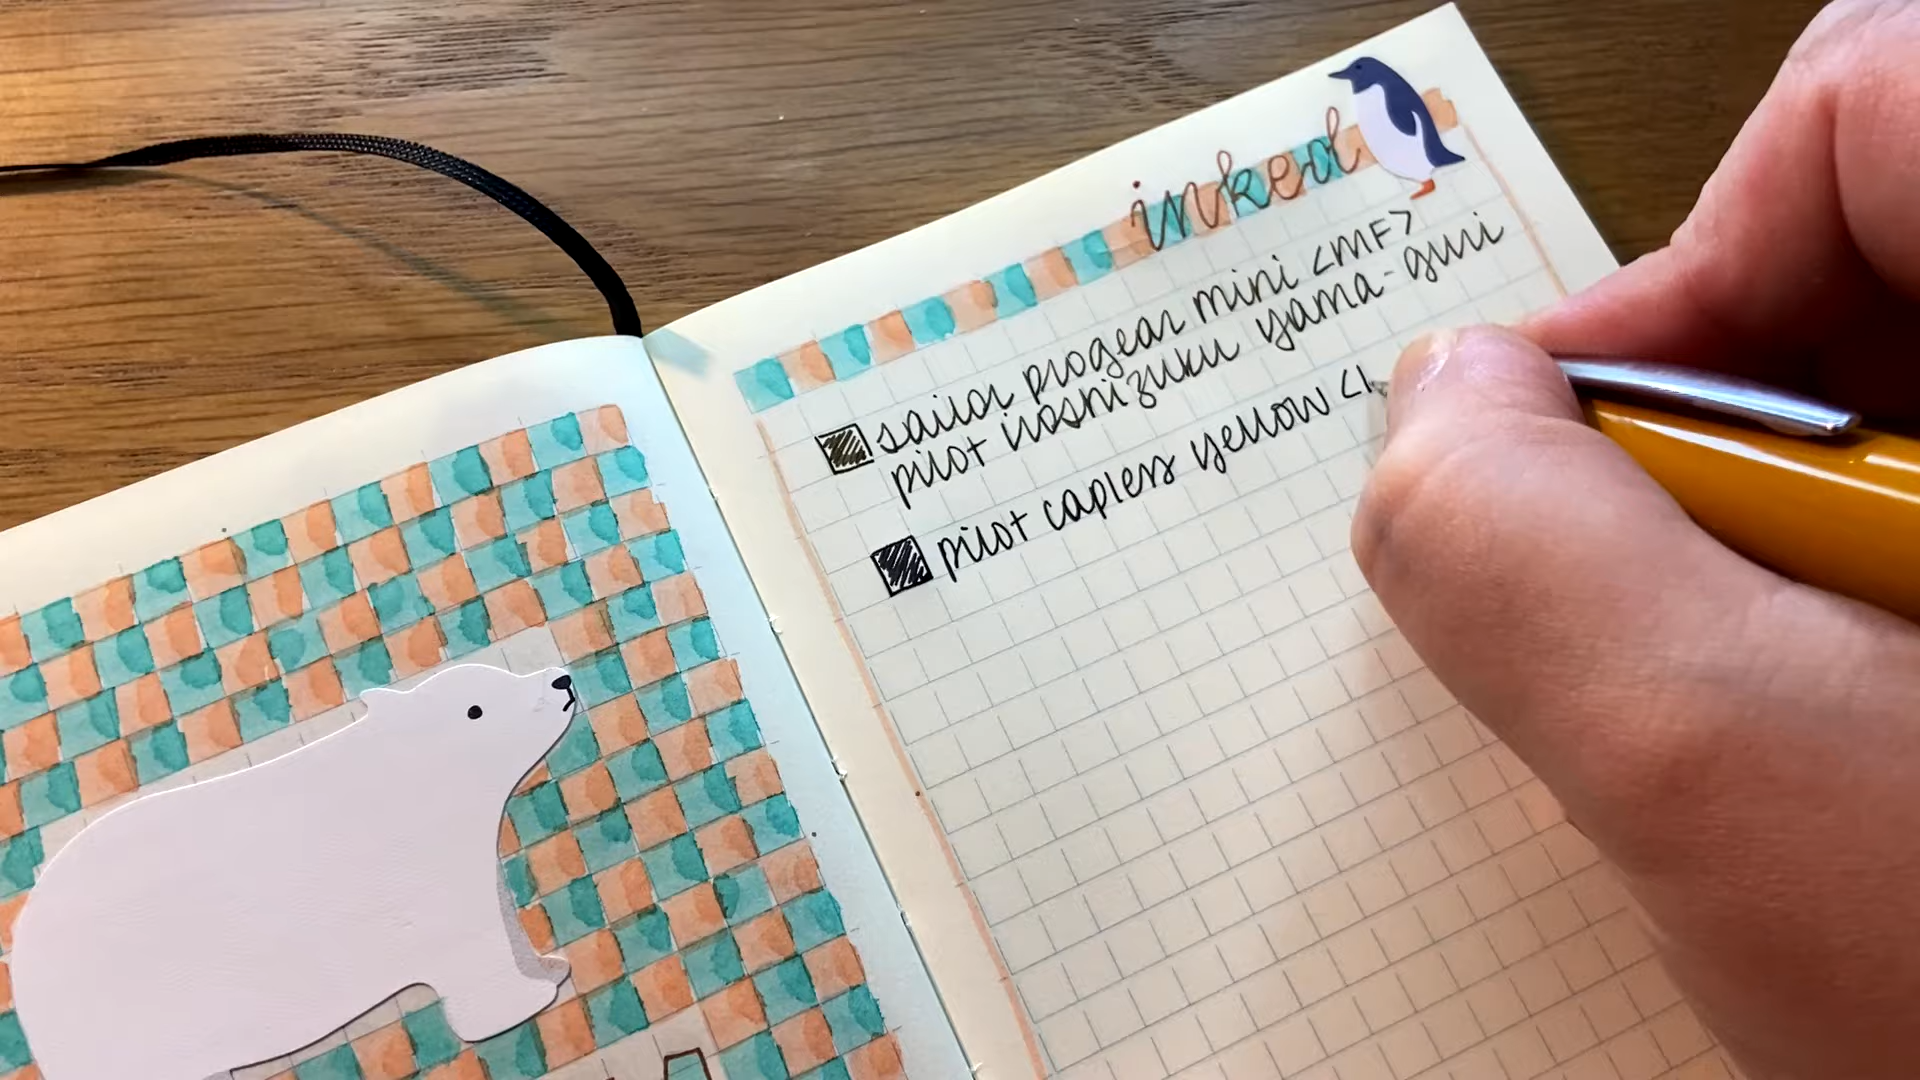 inked
sailor progear mini <MF>
pilot iroshizuku yama-guri
pilot capless yellow <